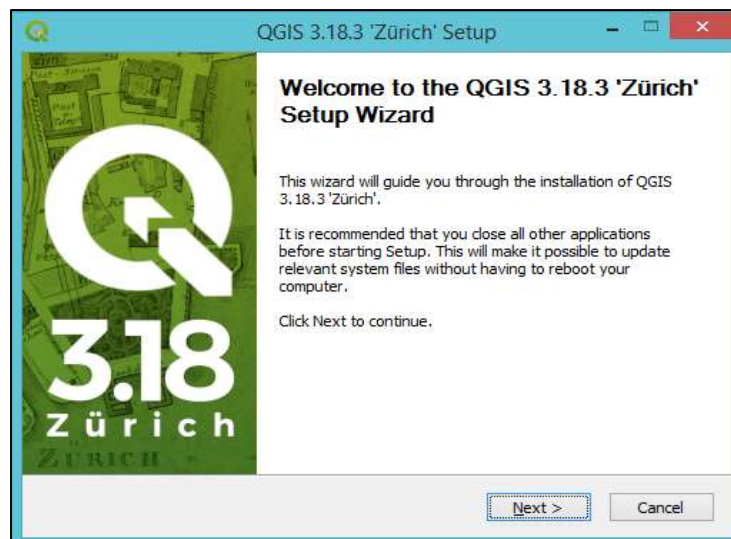 QGIS 3.18.3 'Zürich' Setup
3.18
Zürich
ZÜRICH
Welcome to the QGIS 3.18.3 'Zürich'
Setup Wizard
This wizard will guide you through the installation of QGIS
3.18.3 'Zürich'.
It is recommended that you close all other applications
before starting Setup. This will make it possible to update
relevant system files without having to reboot your
computer.
Click Next to continue.
Next >
Cancel